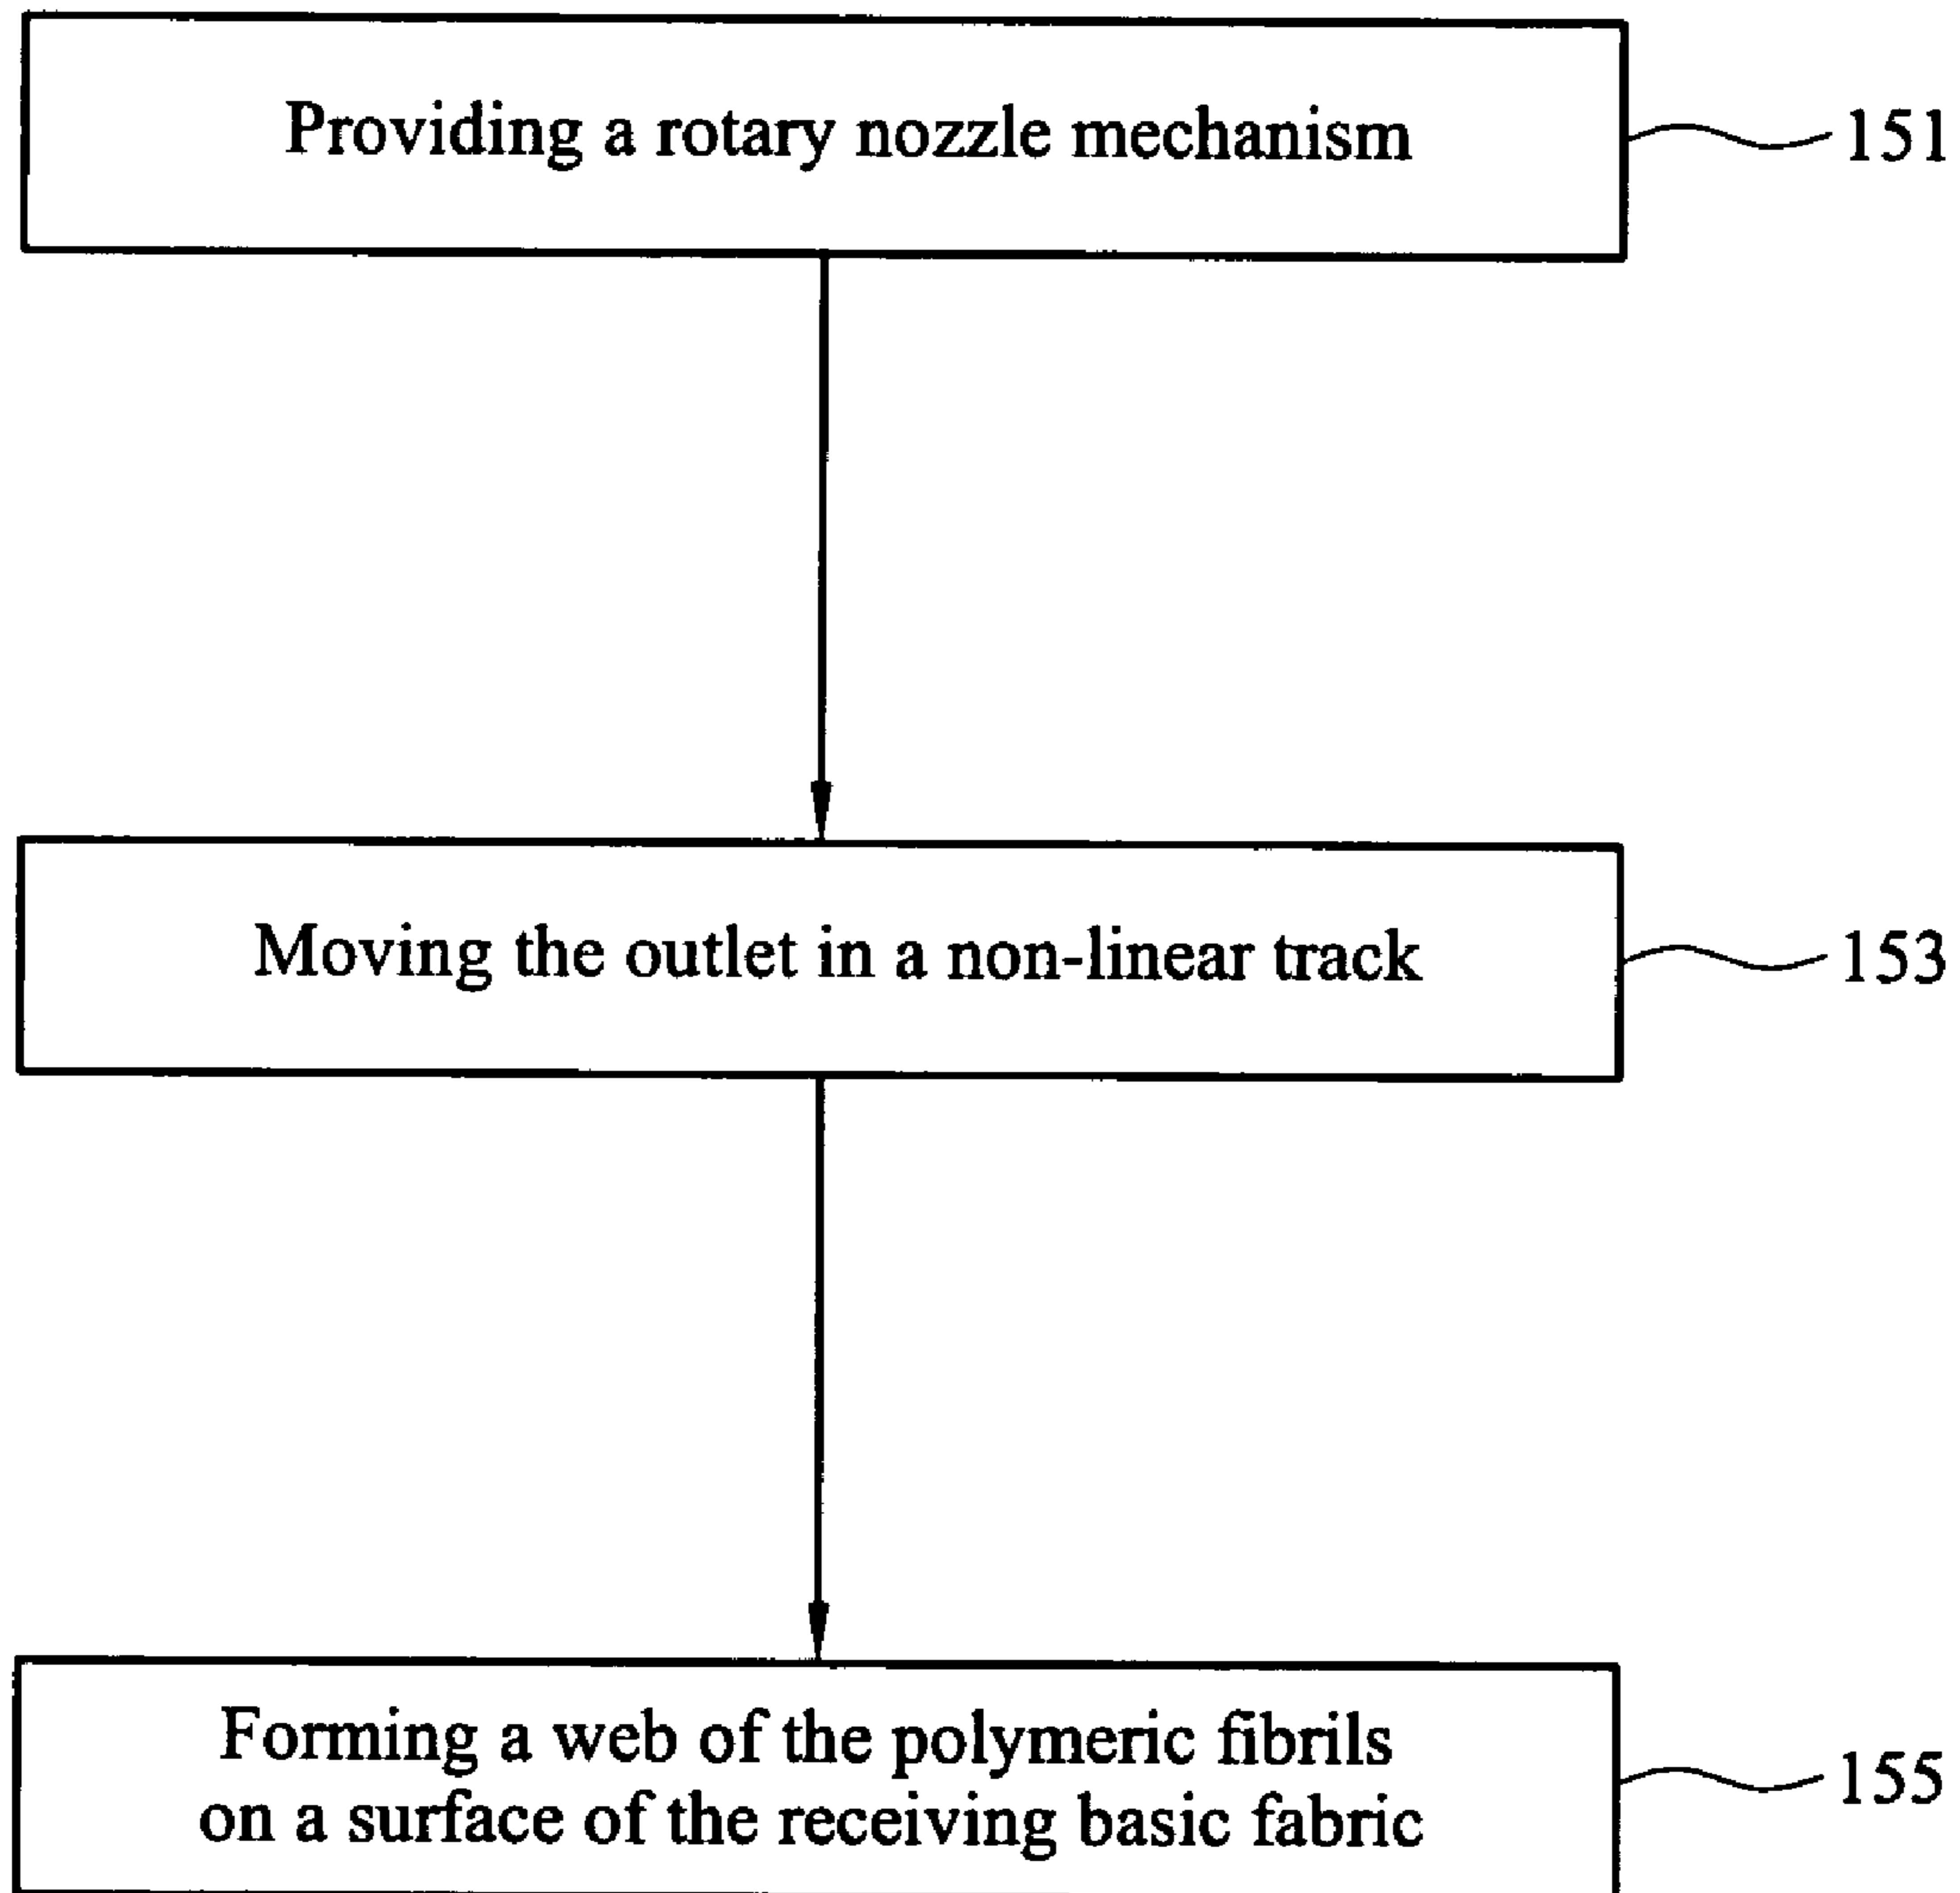 Providing a rotary nozzle mechanism
151
Moving the outlet in a non-linear track
153
Forming a web of the polymeric fibrils
on a surface of the receiving basic fabric
155